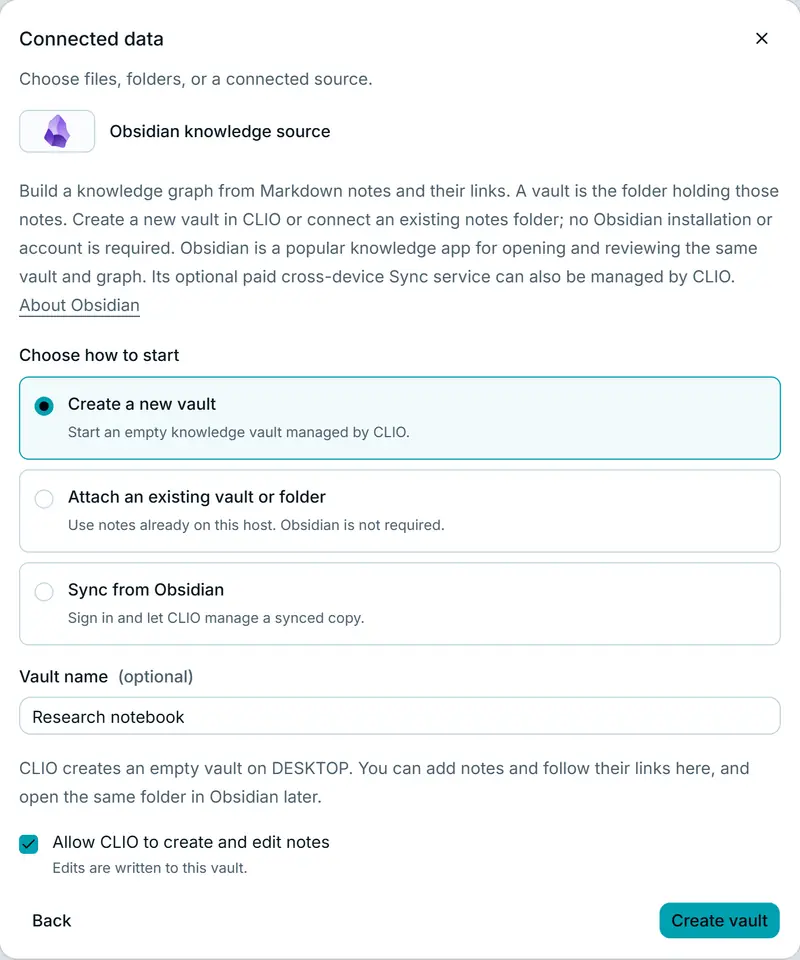 Connected data
Choose files, folders, or a connected source.
Obsidian knowledge source
Build a knowledge graph from Markdown notes and their links. A vault is the folder holding those
notes. Create a new vault in CLIO or connect an existing notes folder; no Obsidian installation or
account is required. Obsidian is a popular knowledge app for opening and reviewing the same
vault and graph. Its optional paid cross-device Sync service can also be managed by CLIO.
About Obsidian
Choose how to start
Create a new vault
Start an empty knowledge vault managed by CLIO.
Attach an existing vault or folder
Use notes already on this host. Obsidian is not required.
Sync from Obsidian
Sign in and let CLIO manage a synced copy.
Vault name (optional)
Research notebook
CLIO creates an empty vault on DESKTOP. You can add notes and follow their links here, and
open the same folder in Obsidian later.
Allow CLIO to create and edit notes
Edits are written to this vault.
Back
Create vault